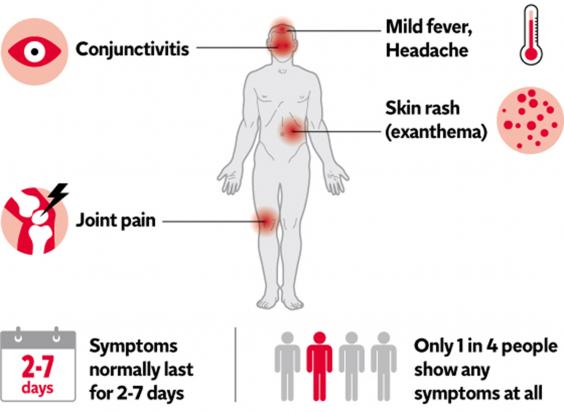 Conjunctivitis
Mild fever,
Headache
Skin rash
(exanthema)
Joint pain
2-7
days
Symptoms
normally last
for 2-7 days
Only 1 in 4 people
show any
symptoms at all